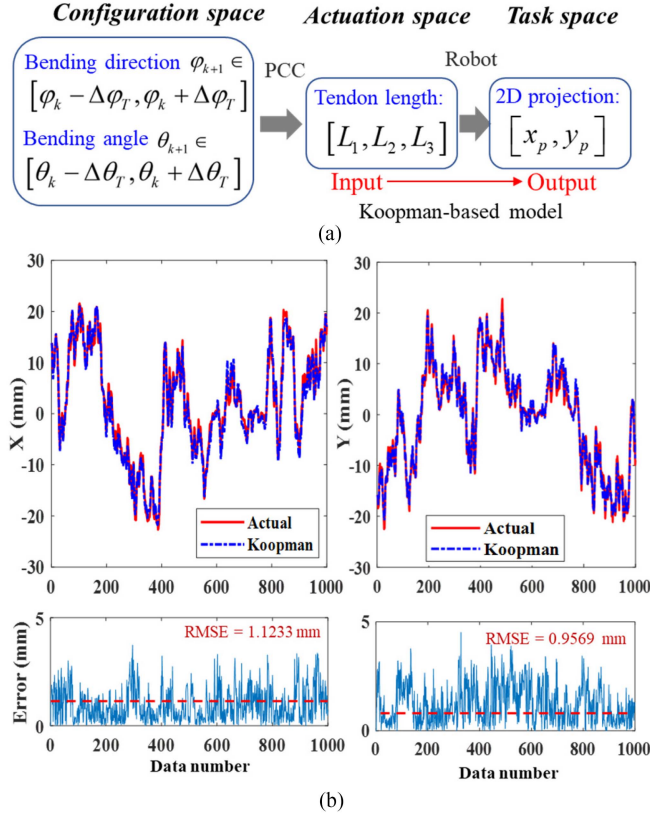 Configuration space Actuation space Task space
Bending direction φk+1 ∈
[φk − ΔφT, φk + ΔφT]
Bending angle θk+1 ∈
[θk − ΔθT, θk + ΔθT]
PCC
Tendon length:
[L1, L2, L3]
Robot
2D projection:
[xp, yp]
Input Output
Koopman-based model
(a)
X (mm)
30
20
10
0
-10
-20
-30
Actual
Koopman
0 200 400 600 800 1000
Y (mm)
30
20
10
0
-10
-20
-30
Actual
Koopman
0 200 400 600 800 1000
Error (mm)
5
0
RMSE = 1.1233 mm
0 200 400 600 800 1000
Data number
5
0
RMSE = 0.9569 mm
0 200 400 600 800 1000
Data number
(b)